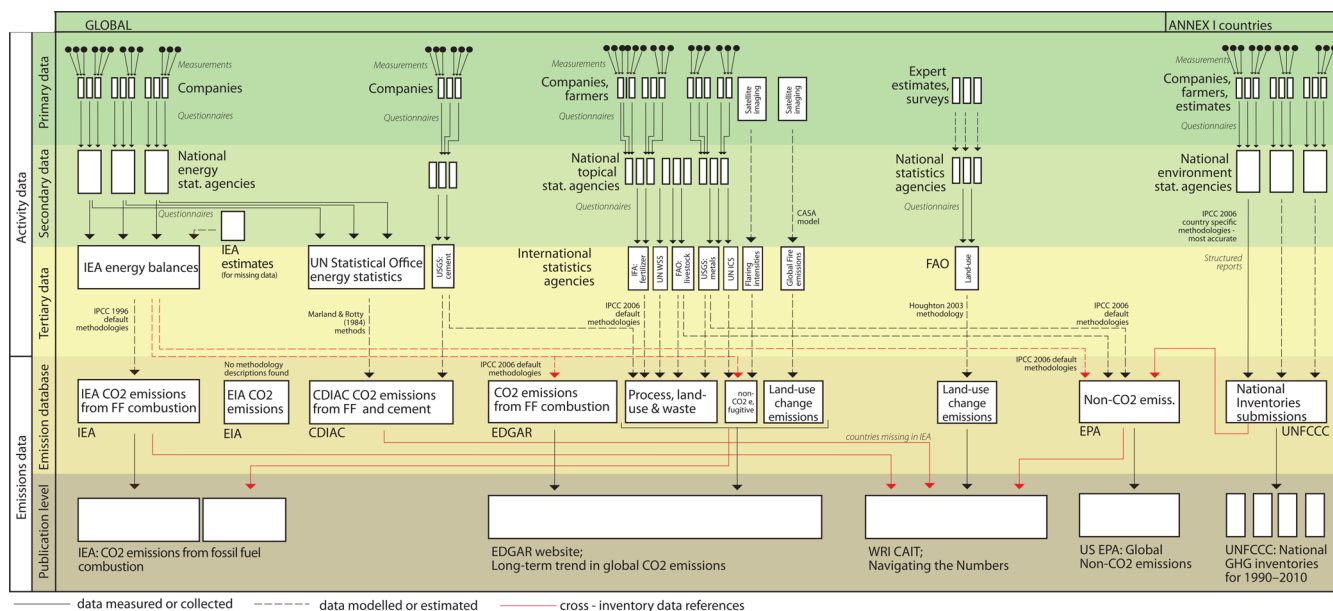 GLOBAL
ANNEX I countries
Activity data
Emissions data
Primary data
Secondary data
Tertiary data
Emission database
Publication level
Measurements
Companies
Questionnaires
Measurements
Companies
Questionnaires
Measurements
Companies,
farmers
Questionnaires
Satellite
imaging
Satellite
imaging
Expert
estimates,
surveys
Measurements
Companies,
farmers,
estimates
Questionnaires
National
energy
stat. agencies
Questionnaires
National
topical
stat. agencies
Questionnaires
CASA
model
National
statistics
agencies
Questionnaires
National
environment
stat. agencies
IPCC 2006
country specific
methodologies -
most accurate
Structured
reports
IEA energy balances
IEA
estimates
(for missing data)
UN Statistical Office
energy statistics
USGS:
cement
International
statistics
agencies
IFA:
fertilizer
UN WSS
FAO:
livestock
USGS:
metals
UN ICS
Flaring
intensities
Global Fire
emissions
FAO
Land-use
IPCC 1996
default
methodologies
Marland & Rotty
(1984)
methods
IPCC 2006
default
methodologies
Houghton 2003
methodology
IPCC 2006
default
methodologies
No methodology
descriptions found
IPCC 2006 default
methodologies
IPCC 2006 default
methodologies
IEA CO2 emissions
from FF combustion
IEA
EIA CO2
emissions
EIA
CDIAC CO2 emissions
from FF and cement
CDIAC
CO2 emissions
from FF combustion
EDGAR
Process, land-
use & waste
non-
CO2 e,
fugitive
Land-use
change
emissions
Land-use
change
emissions
Non-CO2 emiss.
EPA
National
Inventories
submissions
UNFCCC
countries missing in IEA
IEA: CO2 emissions from fossil fuel
combustion
EDGAR website;
Long-term trend in global CO2 emissions
WRI CAIT;
Navigating the Numbers
US EPA: Global
Non-CO2 emissions
UNFCCC: National
GHG inventories
for 1990–2010
data measured or collected
data modelled or estimated
cross - inventory data references